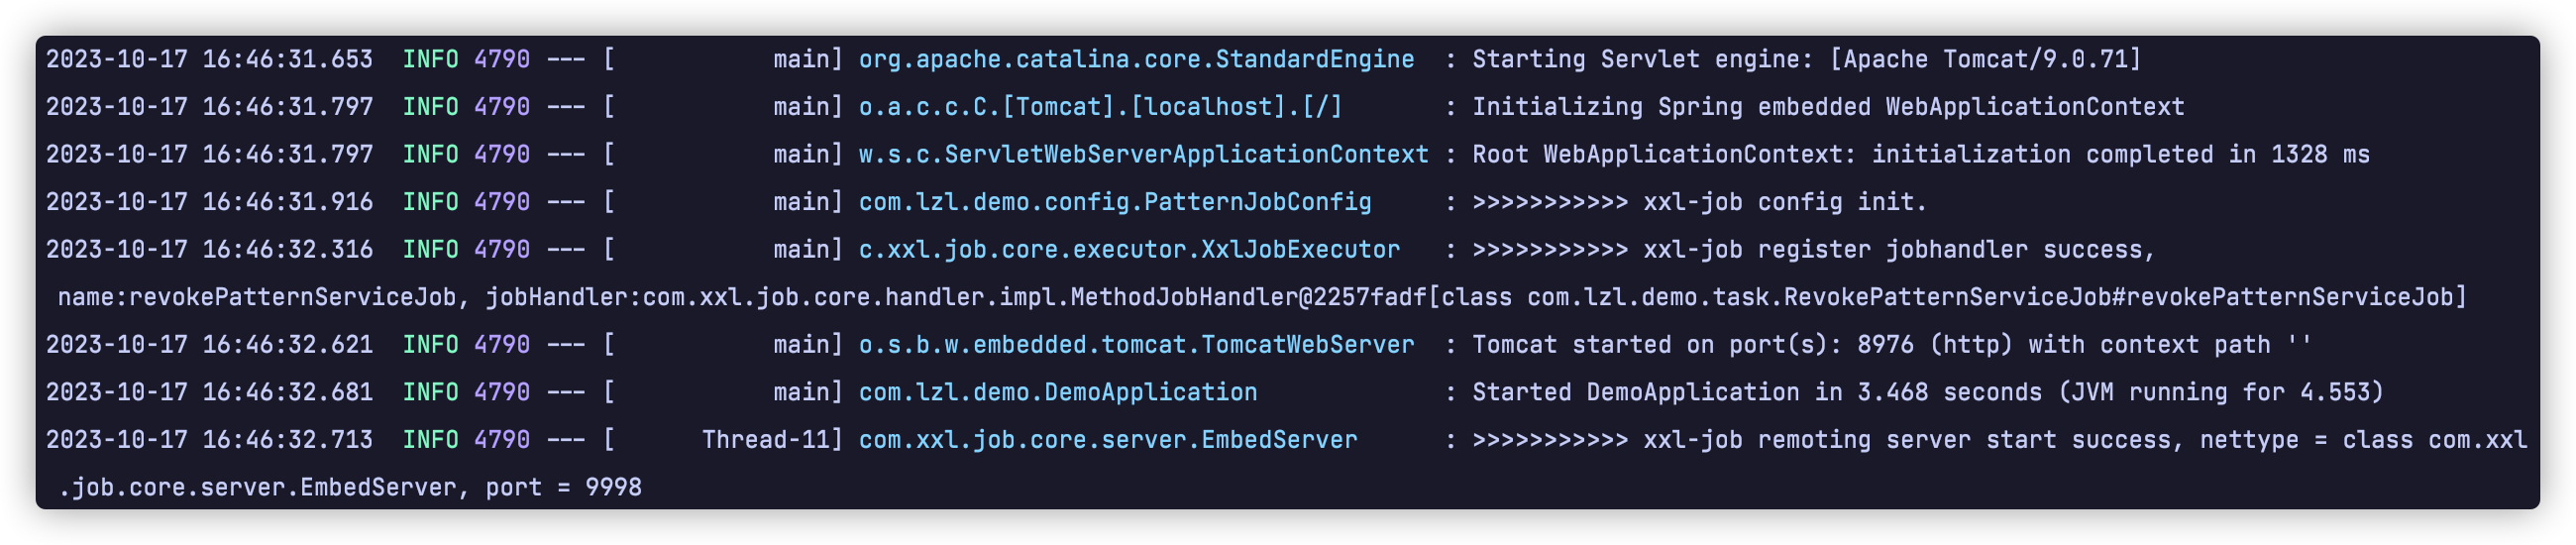 2023-10-17 16:46:31.653  INFO 4790 --- [           main] org.apache.catalina.core.StandardEngine  : Starting Servlet engine: [Apache Tomcat/9.0.71]
2023-10-17 16:46:31.797  INFO 4790 --- [           main] o.a.c.c.C.[Tomcat].[localhost].[/]       : Initializing Spring embedded WebApplicationContext
2023-10-17 16:46:31.797  INFO 4790 --- [           main] w.s.c.ServletWebServerApplicationContext : Root WebApplicationContext: initialization completed in 1328 ms
2023-10-17 16:46:31.916  INFO 4790 --- [           main] com.lzl.demo.config.PatternJobConfig     : >>>>>>>>>>> xxl-job config init.
2023-10-17 16:46:32.316  INFO 4790 --- [           main] c.xxl.job.core.executor.XxlJobExecutor   : >>>>>>>>>>> xxl-job register jobhandler success,
name:revokePatternServiceJob, jobHandler:com.xxl.job.core.handler.impl.MethodJobHandler@2257fadf[class com.lzl.demo.task.RevokePatternServiceJob#revokePatternServiceJob]
2023-10-17 16:46:32.621  INFO 4790 --- [           main] o.s.b.w.embedded.tomcat.TomcatWebServer  : Tomcat started on port(s): 8976 (http) with context path ''
2023-10-17 16:46:32.681  INFO 4790 --- [           main] com.lzl.demo.DemoApplication             : Started DemoApplication in 3.468 seconds (JVM running for 4.553)
2023-10-17 16:46:32.713  INFO 4790 --- [      Thread-11] com.xxl.job.core.server.EmbedServer      : >>>>>>>>>>> xxl-job remoting server start success, nettype = class com.xxl
.job.core.server.EmbedServer, port = 9998